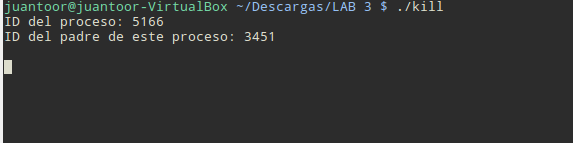 juantoor@juantoor-VirtualBox ~/Descargas/LAB 3 $ ./kill
ID del proceso: 5166
ID del padre de este proceso: 3451